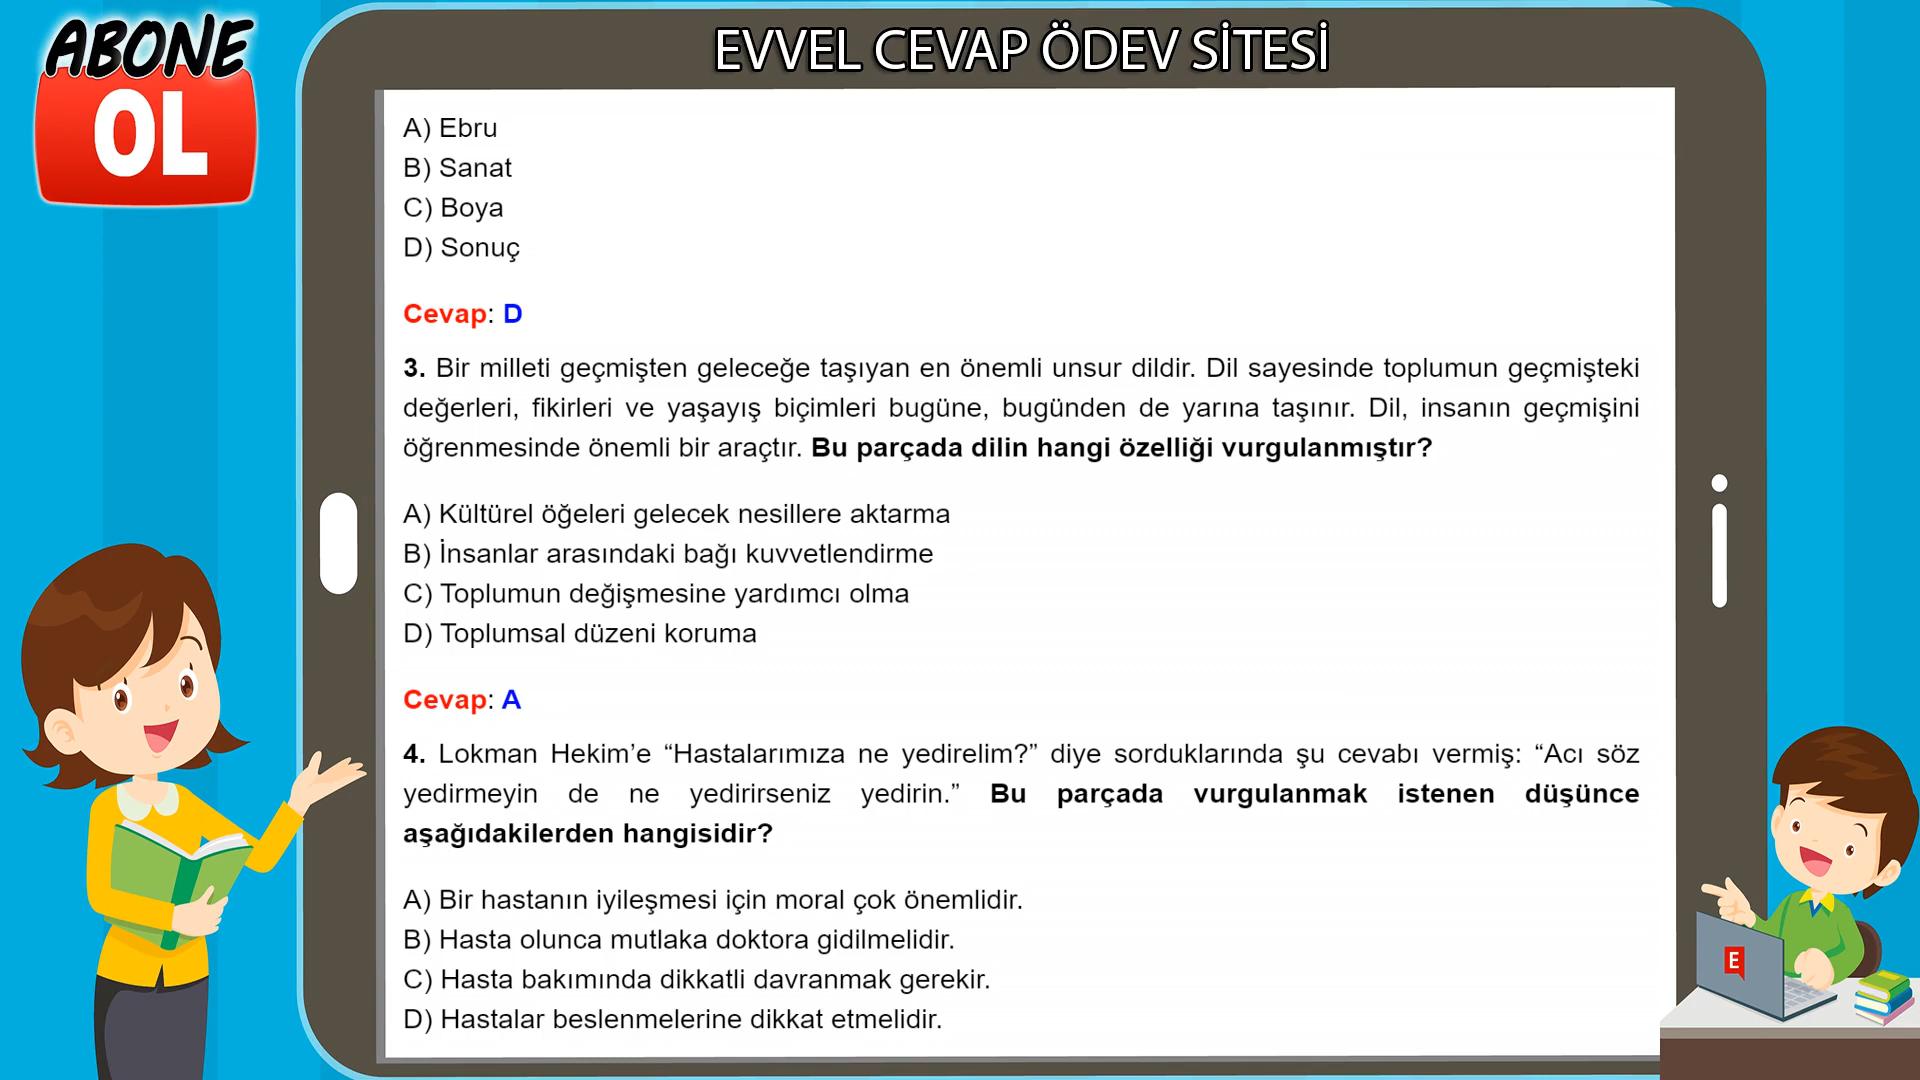 ABONE
OL
EVVEL CEVAP ÖDEV SİTESİ
A) Ebru
B) Sanat
C) Boya
D) Sonuç
Cevap: D
3. Bir milleti geçmişten geleceğe taşıyan en önemli unsur dildir. Dil sayesinde toplumun geçmişteki
değerleri, fikirleri ve yaşayış biçimleri bugüne, bugünden de yarına taşınır. Dil, insanın geçmişini
öğrenmesinde önemli bir araçtır. Bu parçada dilin hangi özelliği vurgulanmıştır?
A) Kültürel öğeleri gelecek nesillere aktarma
B) İnsanlar arasındaki bağı kuvvetlendirme
C) Toplumun değişmesine yardımcı olma
D) Toplumsal düzeni koruma
Cevap: A
4. Lokman Hekim’e “Hastalarımıza ne yedirelim?” diye sorduklarında şu cevabı vermiş: “Acı söz
yedirmeyin de ne yedirirseniz yedirin.” Bu parçada vurgulanmak istenen düşünce
aşağıdakilerden hangisidir?
A) Bir hastanın iyileşmesi için moral çok önemlidir.
B) Hasta olunca mutlaka doktora gidilmelidir.
C) Hasta bakımında dikkatli davranmak gerekir.
D) Hastalar beslenmelerine dikkat etmelidir.
E